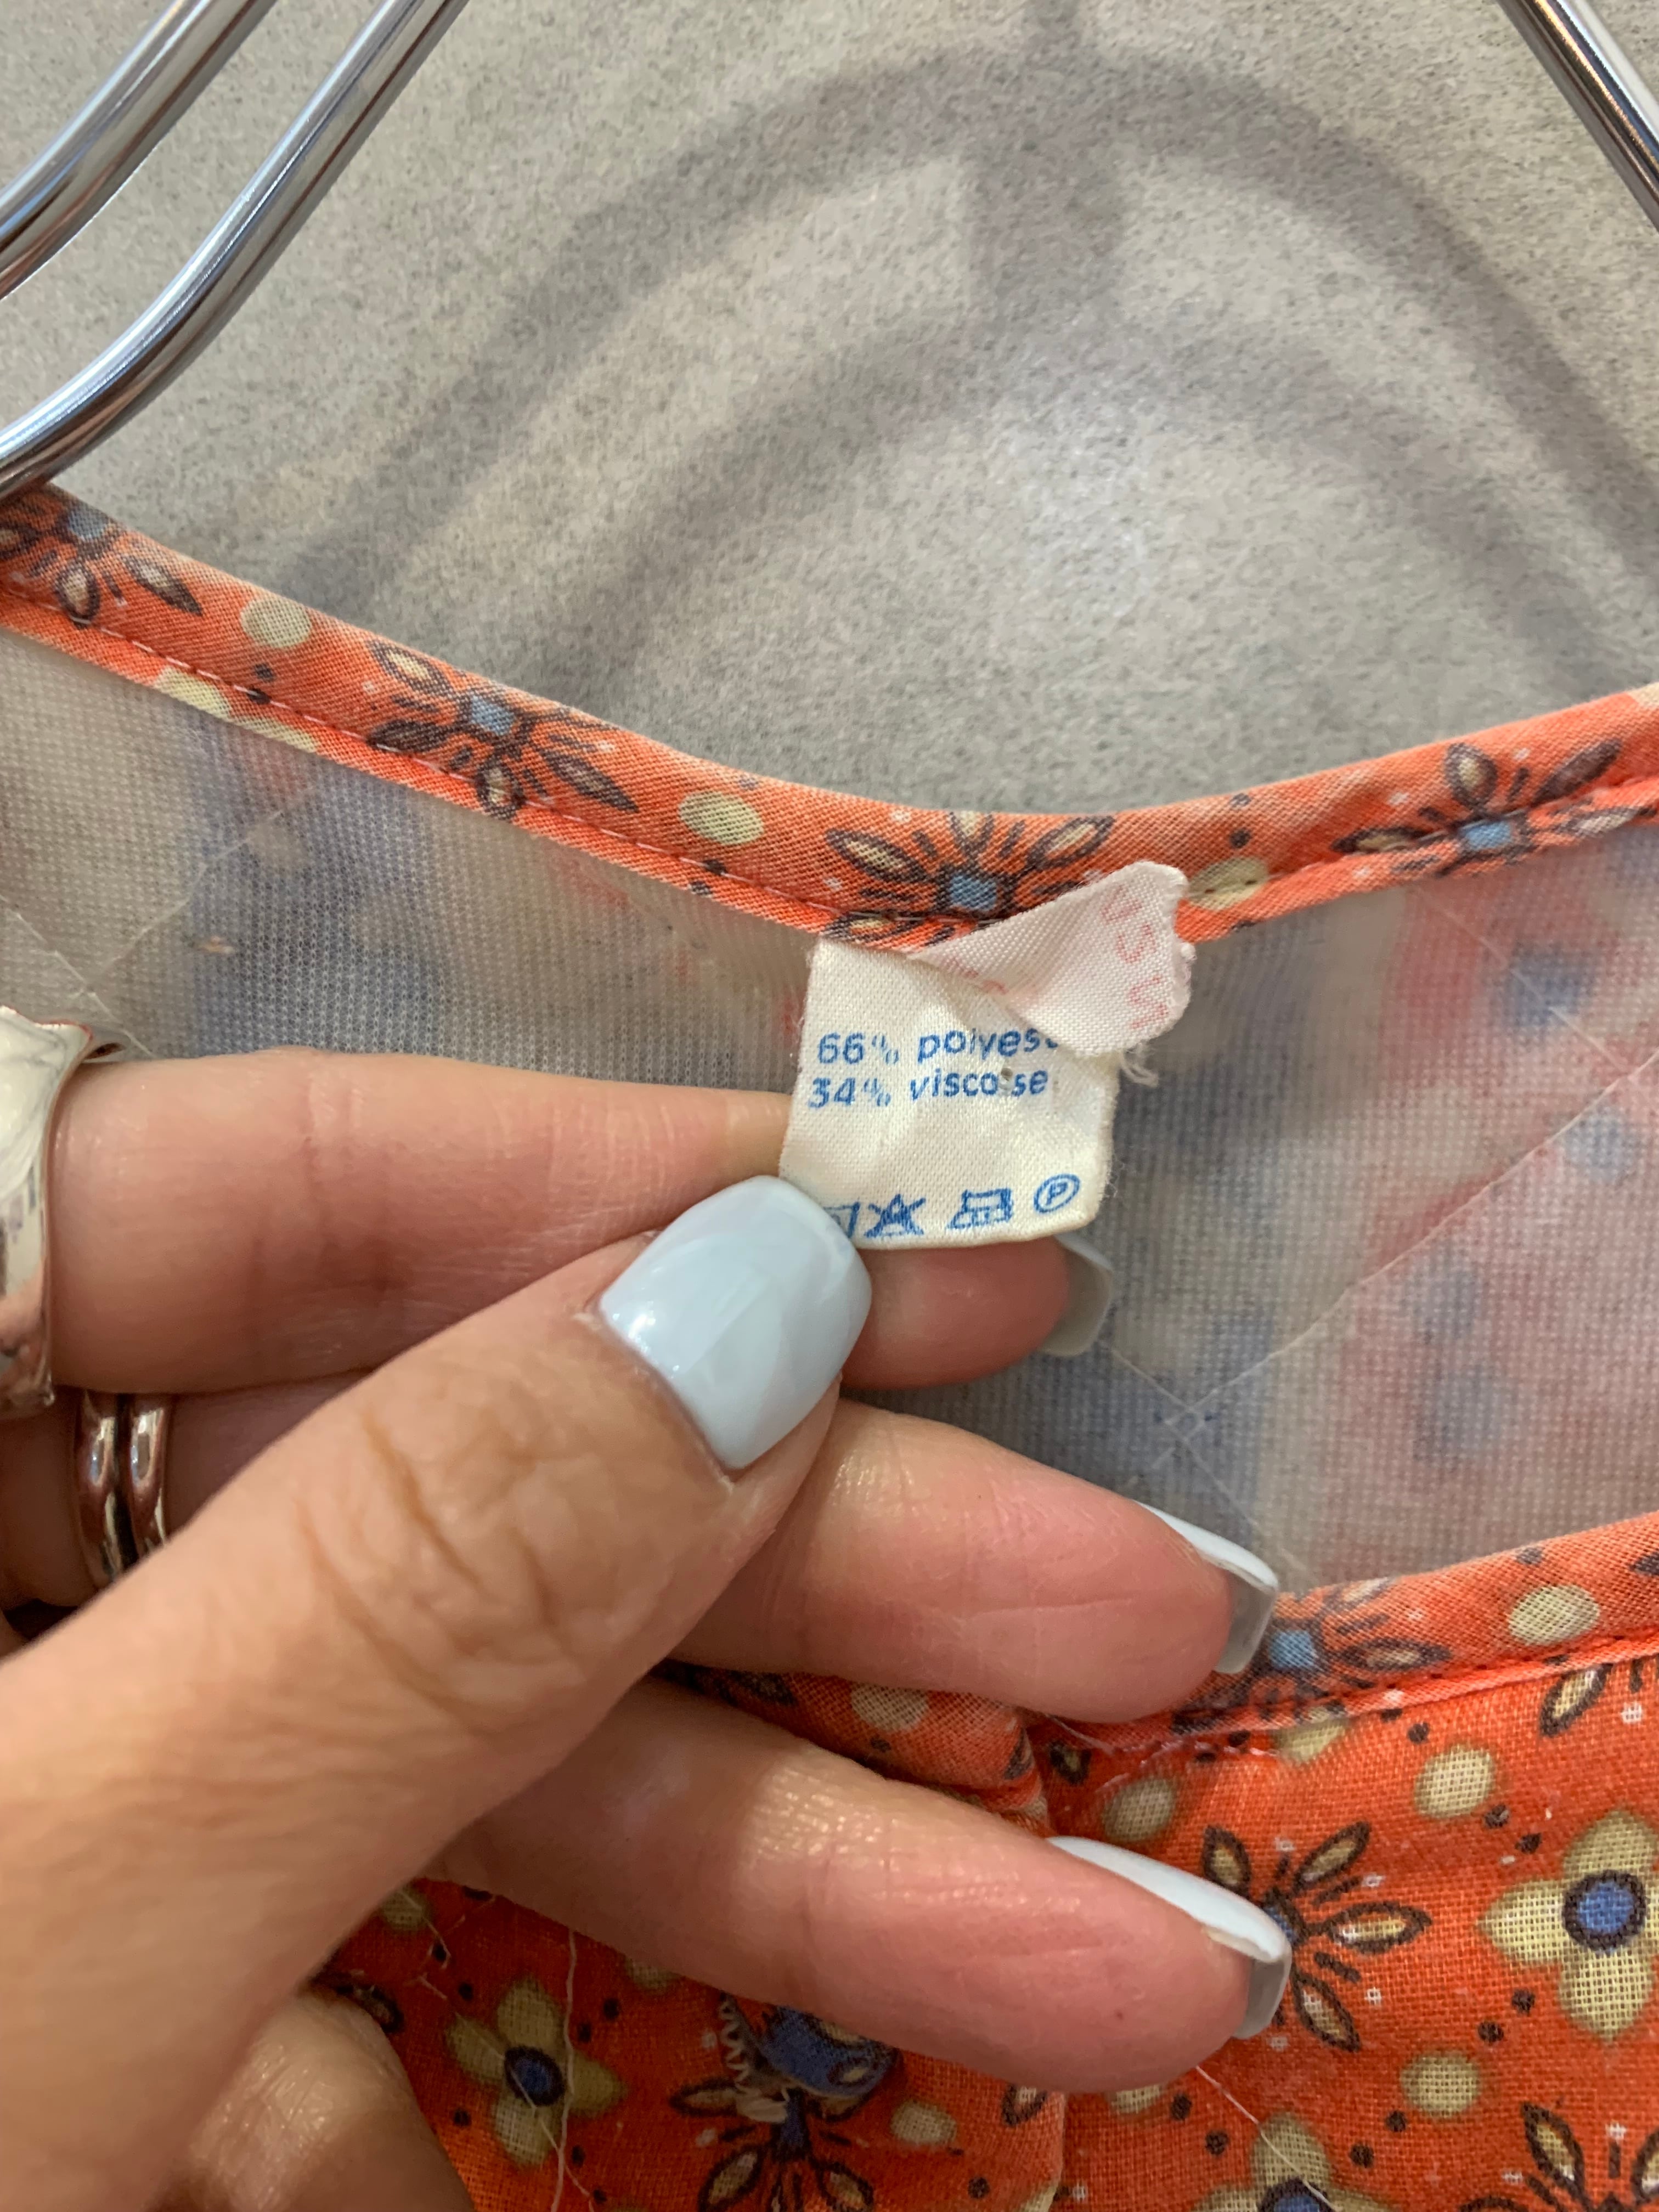 66% polyest
34% viscose
P